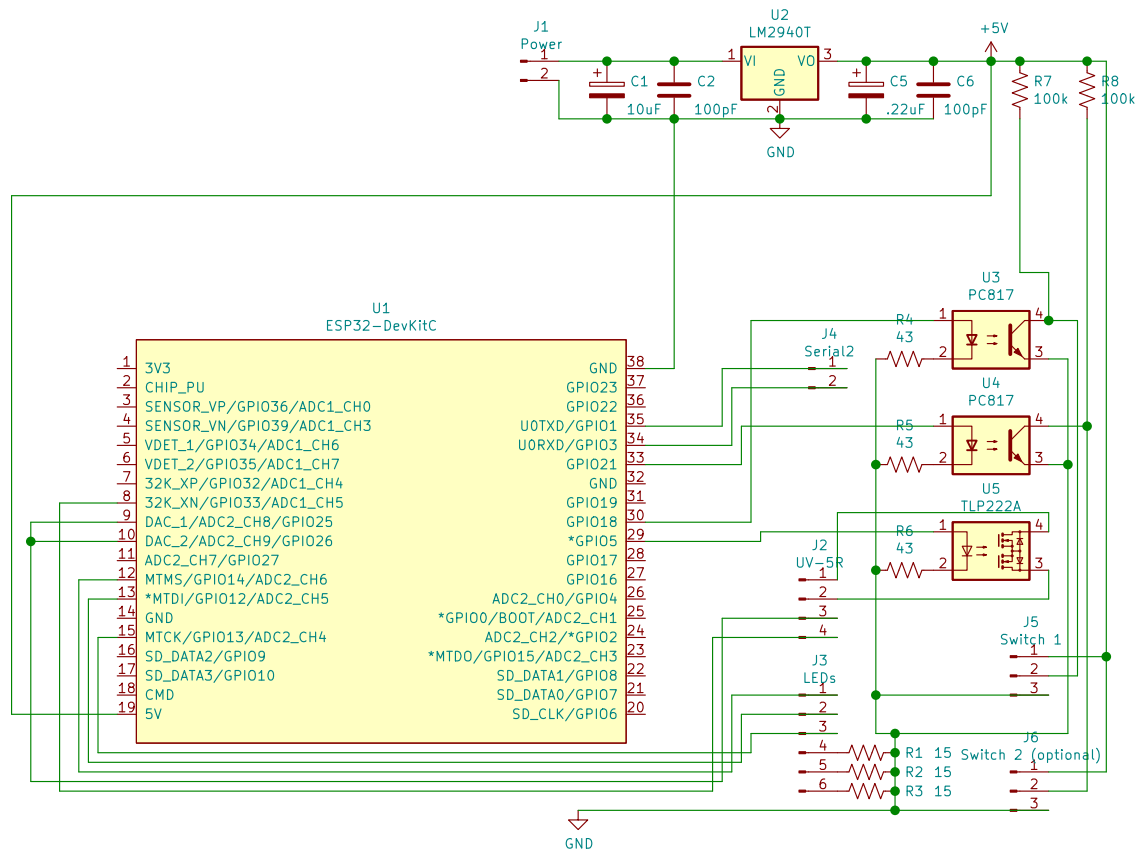 J1
Power
1
2
+
C1
10uF
C2
100pF
U2
LM2940T
1
VI
VO
3
GND
2
GND
+
C5
.22uF
C6
100pF
+5V
R7
100k
R8
100k
U1
ESP32-DevKitC
1 3V3
2 CHIP_PU
3 SENSOR_VP/GPIO36/ADC1_CH0
4 SENSOR_VN/GPIO39/ADC1_CH3
5 VDET_1/GPIO34/ADC1_CH6
6 VDET_2/GPIO35/ADC1_CH7
7 32K_XP/GPIO32/ADC1_CH4
8 32K_XN/GPIO33/ADC1_CH5
9 DAC_1/ADC2_CH8/GPIO25
10 DAC_2/ADC2_CH9/GPIO26
11 ADC2_CH7/GPIO27
12 MTMS/GPIO14/ADC2_CH6
13 *MTDI/GPIO12/ADC2_CH5
14 GND
15 MTCK/GPIO13/ADC2_CH4
16 SD_DATA2/GPIO9
17 SD_DATA3/GPIO10
18 CMD
19 5V
GND 38
GPIO23 37
GPIO22 36
U0TXD/GPIO1 35
U0RXD/GPIO3 34
GPIO21 33
GND 32
GPIO19 31
GPIO18 30
*GPIO5 29
GPIO17 28
GPIO16 27
ADC2_CH0/GPIO4 26
*GPIO0/BOOT/ADC2_CH1 25
ADC2_CH2/*GPIO2 24
*MTDO/GPIO15/ADC2_CH3 23
SD_DATA1/GPIO8 22
SD_DATA0/GPIO7 21
SD_CLK/GPIO6 20
J4
Serial2
1
2
U3
PC817
1
2
4
3
R4
43
U4
PC817
1
2
4
3
R5
43
U5
TLP222A
1
2
4
3
R6
43
J2
UV-5R
1
2
3
4
J3
LEDs
1
2
3
4
5
6
R1 15
R2 15
R3 15
J5
Switch 1
1
2
3
J6
Switch 2 (optional)
1
2
3
GND